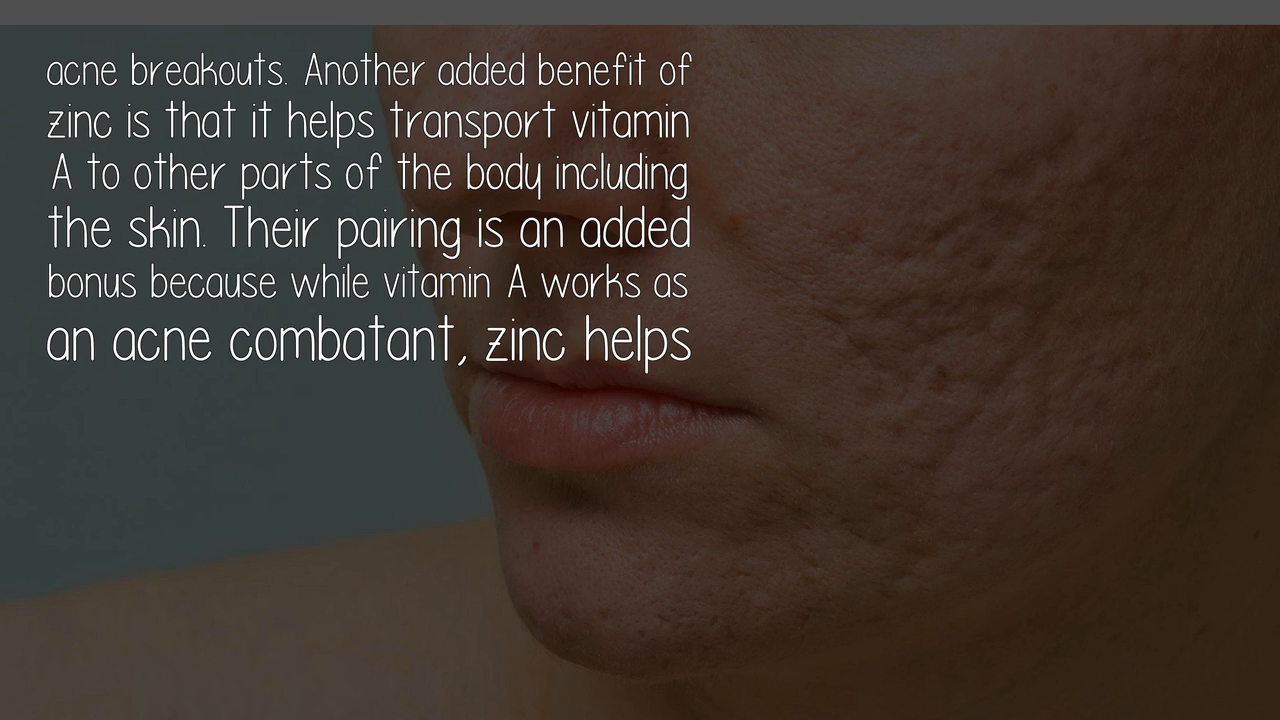 acne breakouts. Another added benefit of
zinc is that it helps transport vitamin
A to other parts of the body including
the skin. Their pairing is an added
bonus because while vitamin A works as
an acne combatant, zinc helps